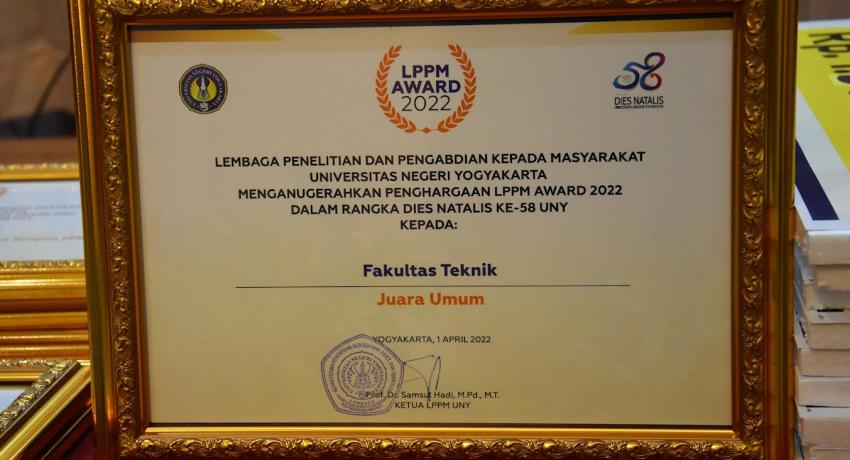 LPPM
AWARD
2022
58
DIES NATALIS
LEMBAGA PENELITIAN DAN PENGABDIAN KEPADA MASYARAKAT
UNIVERSITAS NEGERI YOGYAKARTA
MENGANUGERAHKAN PENGHARGAAN LPPM AWARD 2022
DALAM RANGKA DIES NATALIS KE-58 UNY
KEPADA:
Fakultas Teknik
Juara Umum
YOGYAKARTA, 1 APRIL 2022
Prof. Dr. Samsul Hadi, M.Pd., M.T.
KETUA LPPM UNY
Rp.